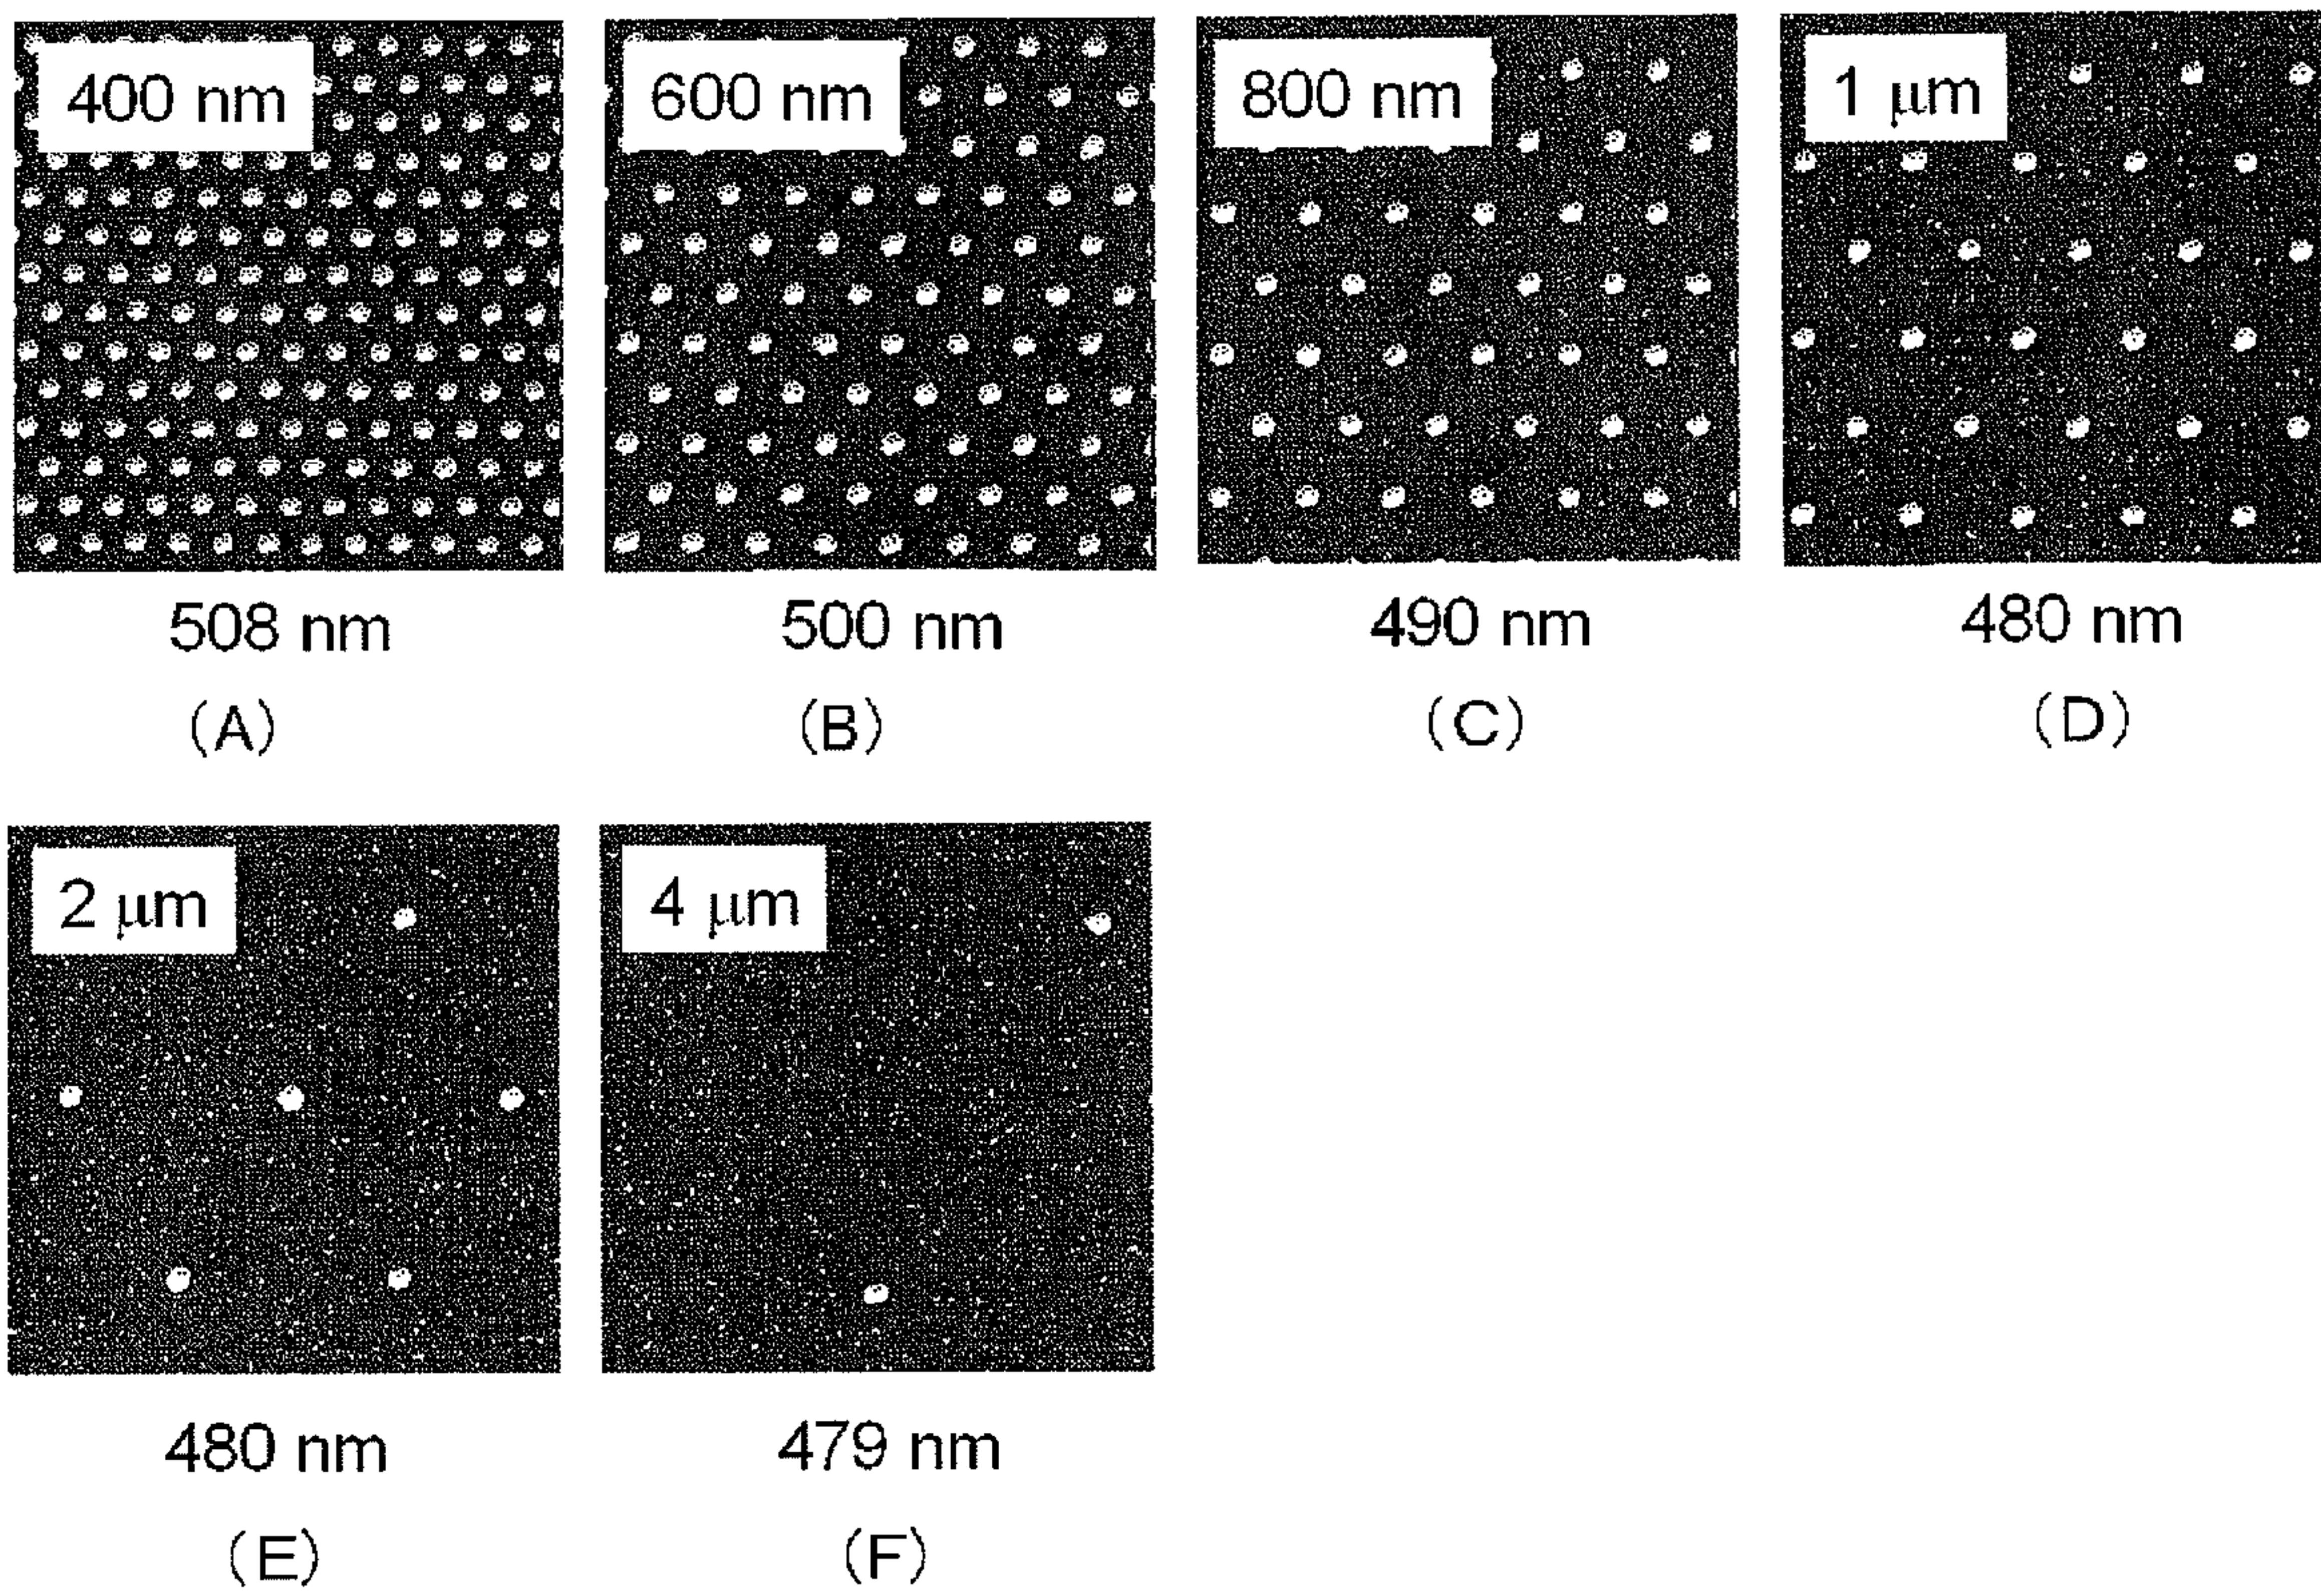 400 nm
600 nm
800 nm
1 μm
508 nm
500 nm
490 nm
480 nm
(A)
(B)
(C)
(D)
2 μm
4 μm
480 nm
479 nm
(E)
(F)